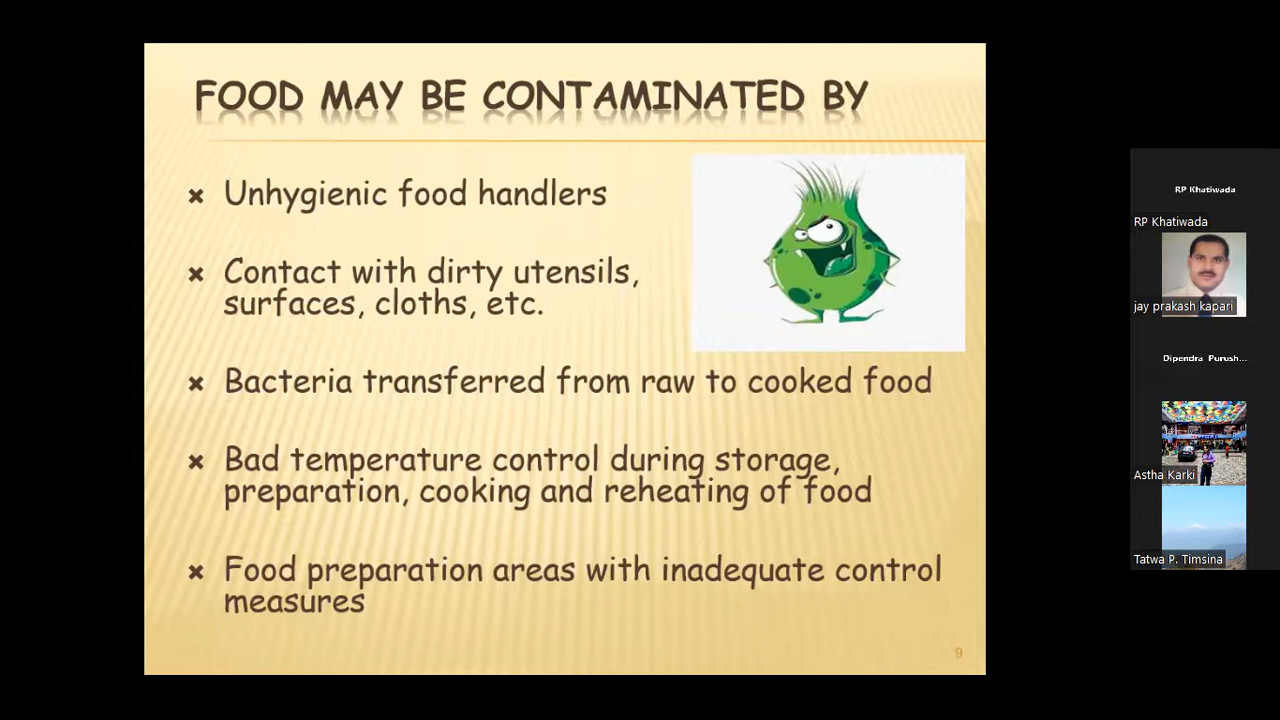 FOOD MAY BE CONTAMINATED BY
× Unhygienic food handlers
× Contact with dirty utensils,
surfaces, cloths, etc.
× Bacteria transferred from raw to cooked food
× Bad temperature control during storage,
preparation, cooking and reheating of food
× Food preparation areas with inadequate control
measures
9
RP Khatiwada
RP Khatiwada
jay prakash kapari
Dipendra Purush...
Astha Karki
Tatwa P. Timsina